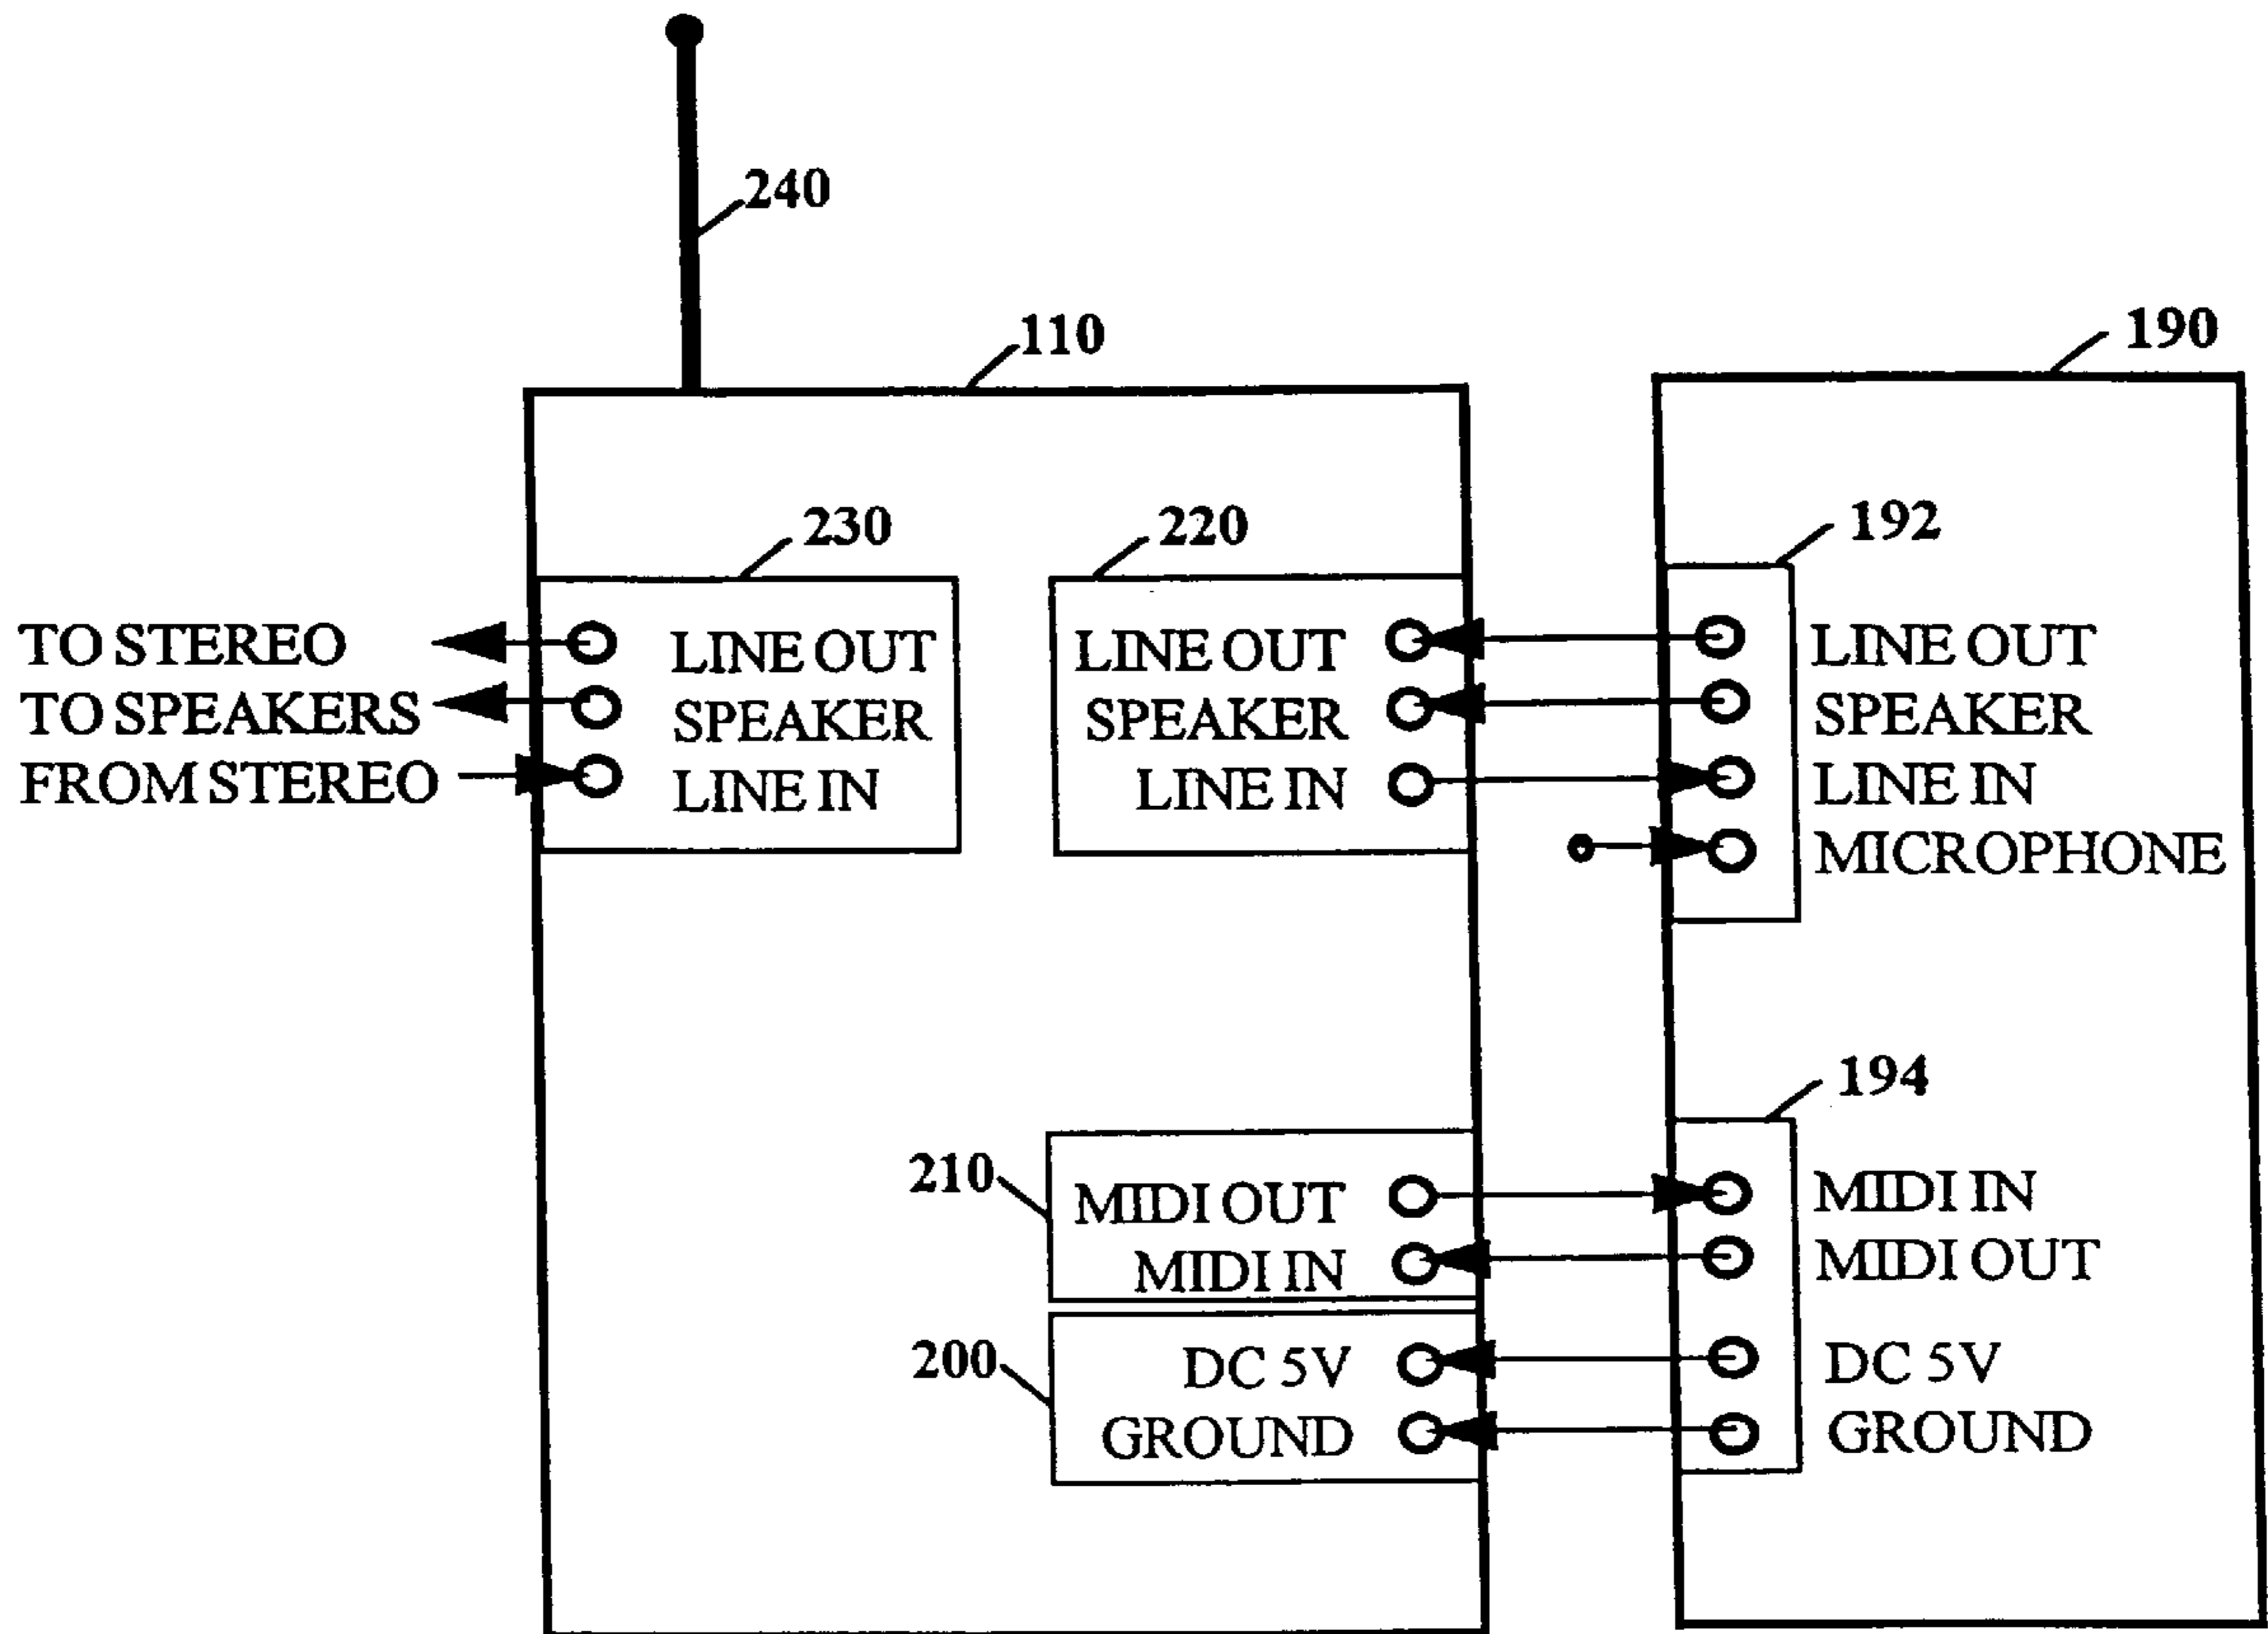 240
110
190
230
220
192
TO STEREO
TO SPEAKERS
FROM STEREO
LINE OUT
SPEAKER
LINE IN
LINE OUT
SPEAKER
LINE IN
LINE OUT
SPEAKER
LINE IN
MICROPHONE
194
210
MIDI OUT
MIDI IN
MIDI IN
MIDI OUT
200
DC 5V
GROUND
DC 5V
GROUND